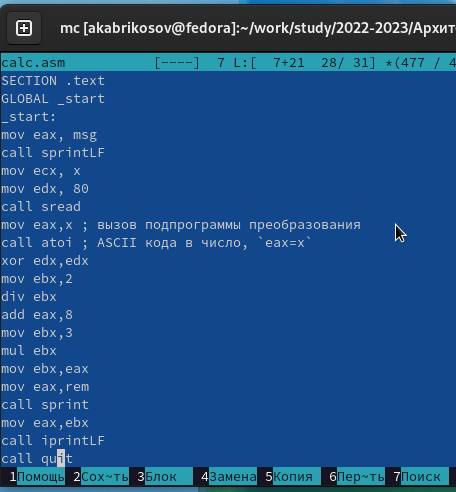 mc [akabrikosov@fedora]:~/work/study/2022-2023/Архит
calc.asm [----] 7 L:[ 7+21 28/ 31] *(477 / 4
SECTION .text
GLOBAL _start
_start:
mov eax, msg
call sprintLF
mov ecx, x
mov edx, 80
call sread
mov eax,x ; вызов подпрограммы преобразования
call atoi ; ASCII кода в число, `eax=x`
xor edx,edx
mov ebx,2
div ebx
add eax,8
mov ebx,3
mul ebx
mov ebx,eax
mov eax,rem
call sprint
mov eax,ebx
call iprintLF
call quit
1Помощь 2Сох~ть 3Блок 4Замена 5Копия 6Пер~ть 7Поиск